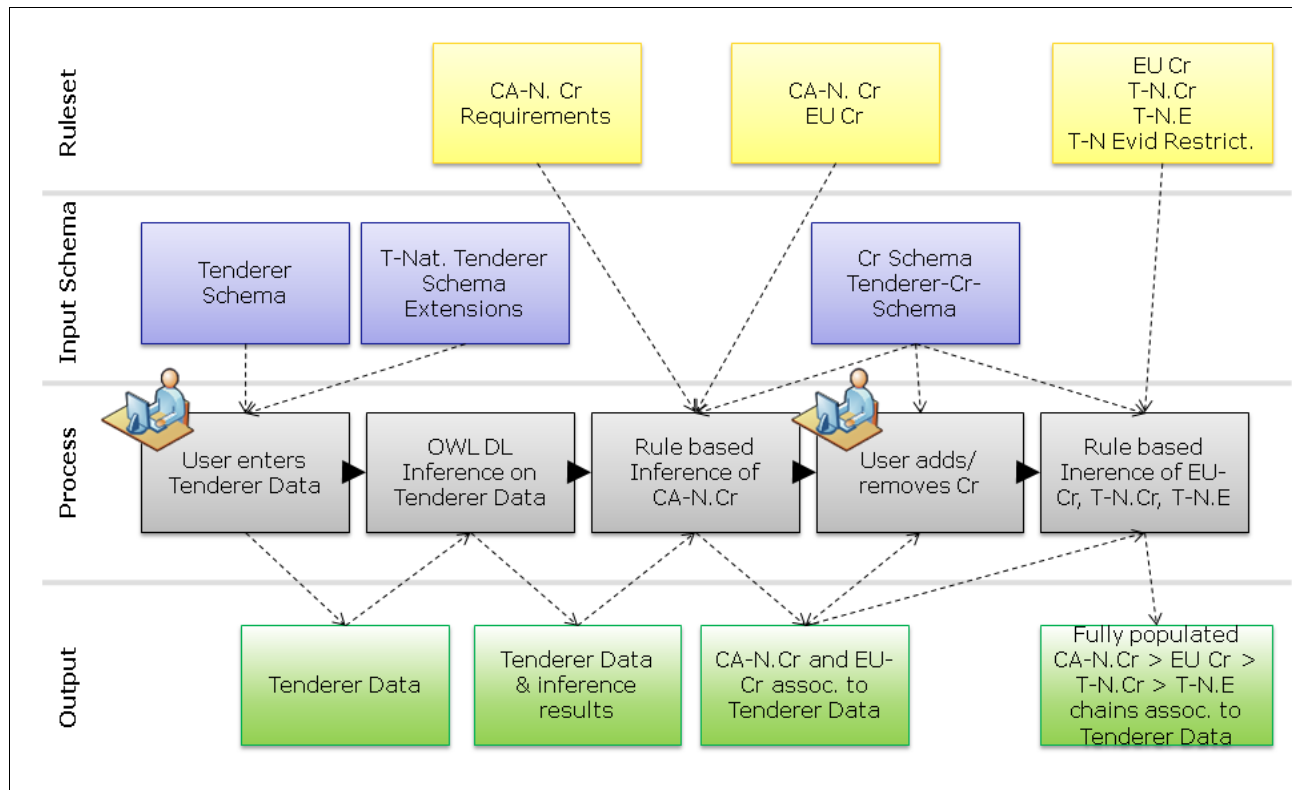 Ruleset
CA-N. Cr
Requirements
CA-N. Cr
EU Cr
EU Cr
T-N.Cr
T-N.E
T-N Evid Restrict.
Input Schema
Tenderer
Schema
T-Nat. Tenderer
Schema
Extensions
Cr Schema
Tenderer-Cr-
Schema
Process
User enters
Tenderer Data
OWL DL
Inference on
Tenderer Data
Rule based
Inference of
CA-N.Cr
User adds/
removes Cr
Rule based
Inerence of EU-
Cr, T-N.Cr, T-N.E
Output
Tenderer Data
Tenderer Data
& inference
results
CA-N.Cr and EU-
Cr assoc. to
Tenderer Data
Fully populated
CA-N.Cr > EU Cr >
T-N.Cr > T-N.E
chains assoc. to
Tenderer Data